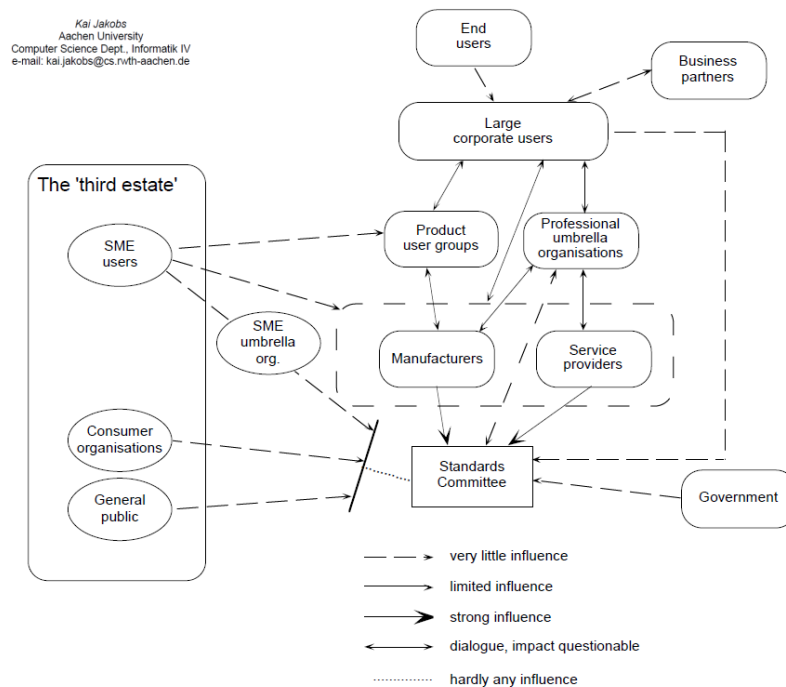 Kai Jakobs
Aachen University
Computer Science Dept., Informatik IV
e-mail: kai.jakobs@cs.rwth-aachen.de
End
users
Business
partners
Large
corporate users
The 'third estate'
SME
users
Product
user groups
Professional
umbrella
organisations
SME
umbrella
org.
Manufacturers
Service
providers
Consumer
organisations
General
public
Standards
Committee
Government
very little influence
limited influence
strong influence
dialogue, impact questionable
hardly any influence